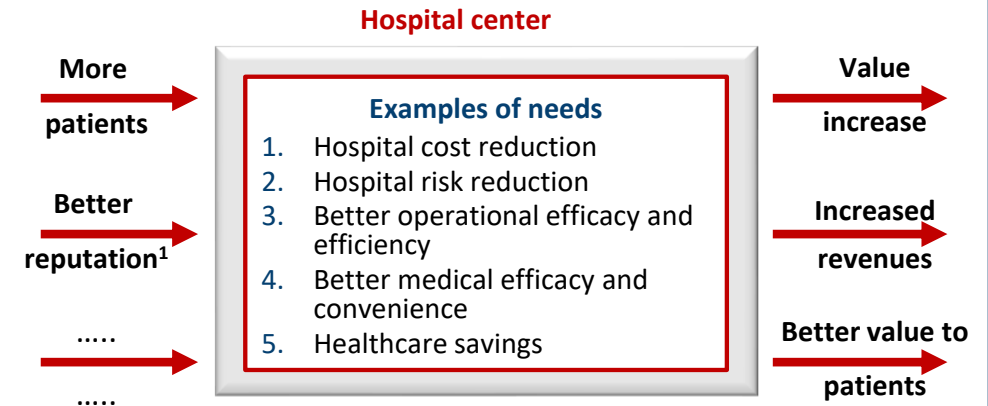 Hospital center
More
patients
Better
reputation¹
.....
.....
Examples of needs
1. Hospital cost reduction
2. Hospital risk reduction
3. Better operational efficacy and
efficiency
4. Better medical efficacy and
convenience
5. Healthcare savings
Value
increase
Increased
revenues
Better value to
patients